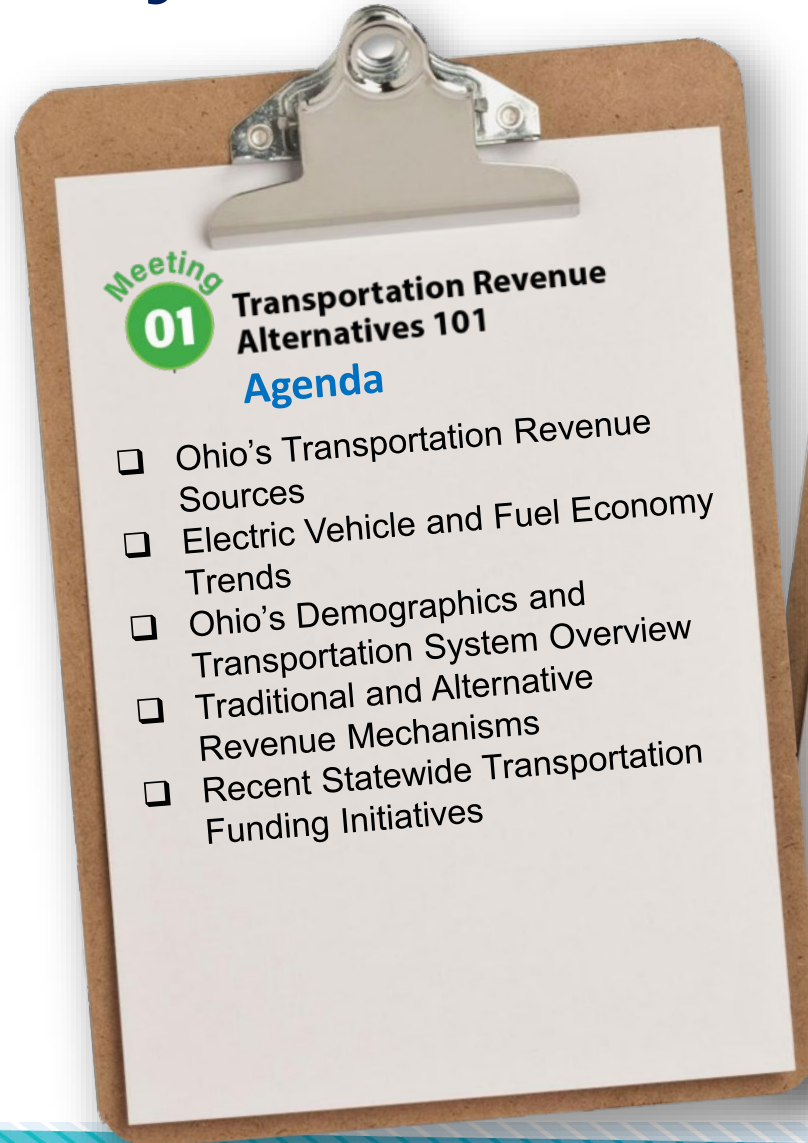 Meeting
01
Transportation Revenue
Alternatives 101
Agenda
❑ Ohio's Transportation Revenue
Sources
❑ Electric Vehicle and Fuel Economy
Trends
❑ Ohio's Demographics and
Transportation System Overview
❑ Traditional and Alternative
Revenue Mechanisms
❑ Recent Statewide Transportation
Funding Initiatives